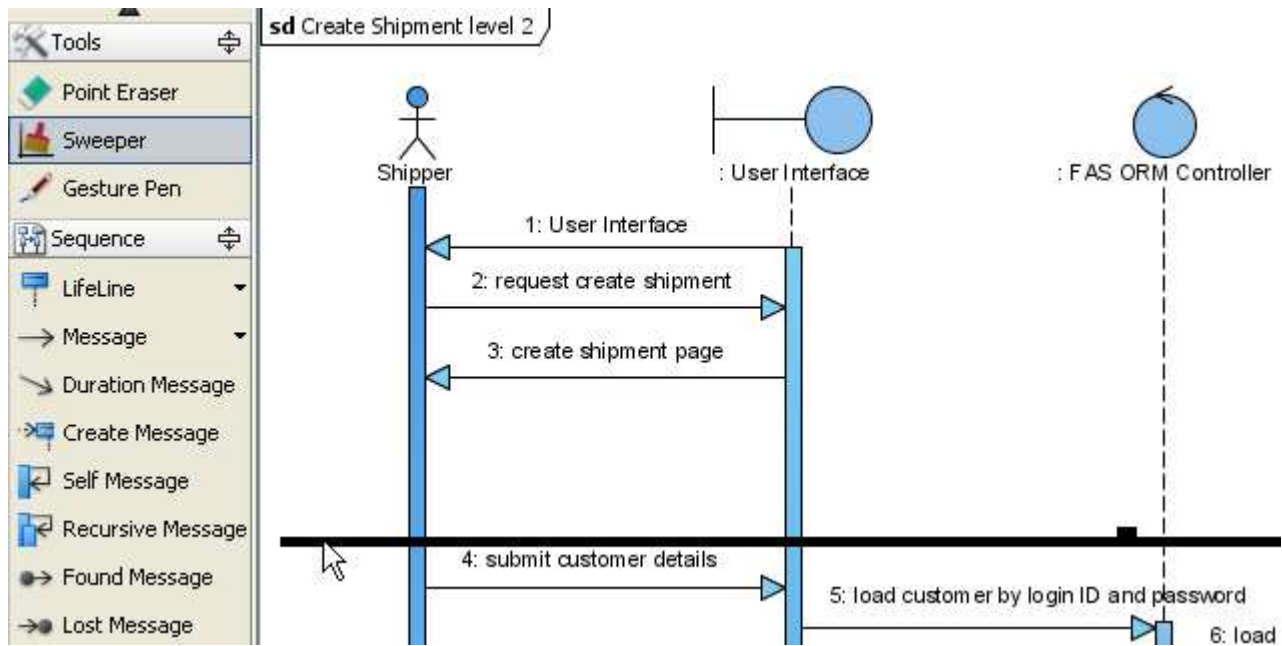 Tools
Point Eraser
Sweeper
Gesture Pen
Sequence
LifeLine
Message
Duration Message
Create Message
Self Message
Recursive Message
Found Message
Lost Message
sd Create Shipment level 2
Shipper
: User Interface
: FAS ORM Controller
1: User Interface
2: request create shipment
3: create shipment page
4: submit customer details
5: load customer by login ID and password
6: load